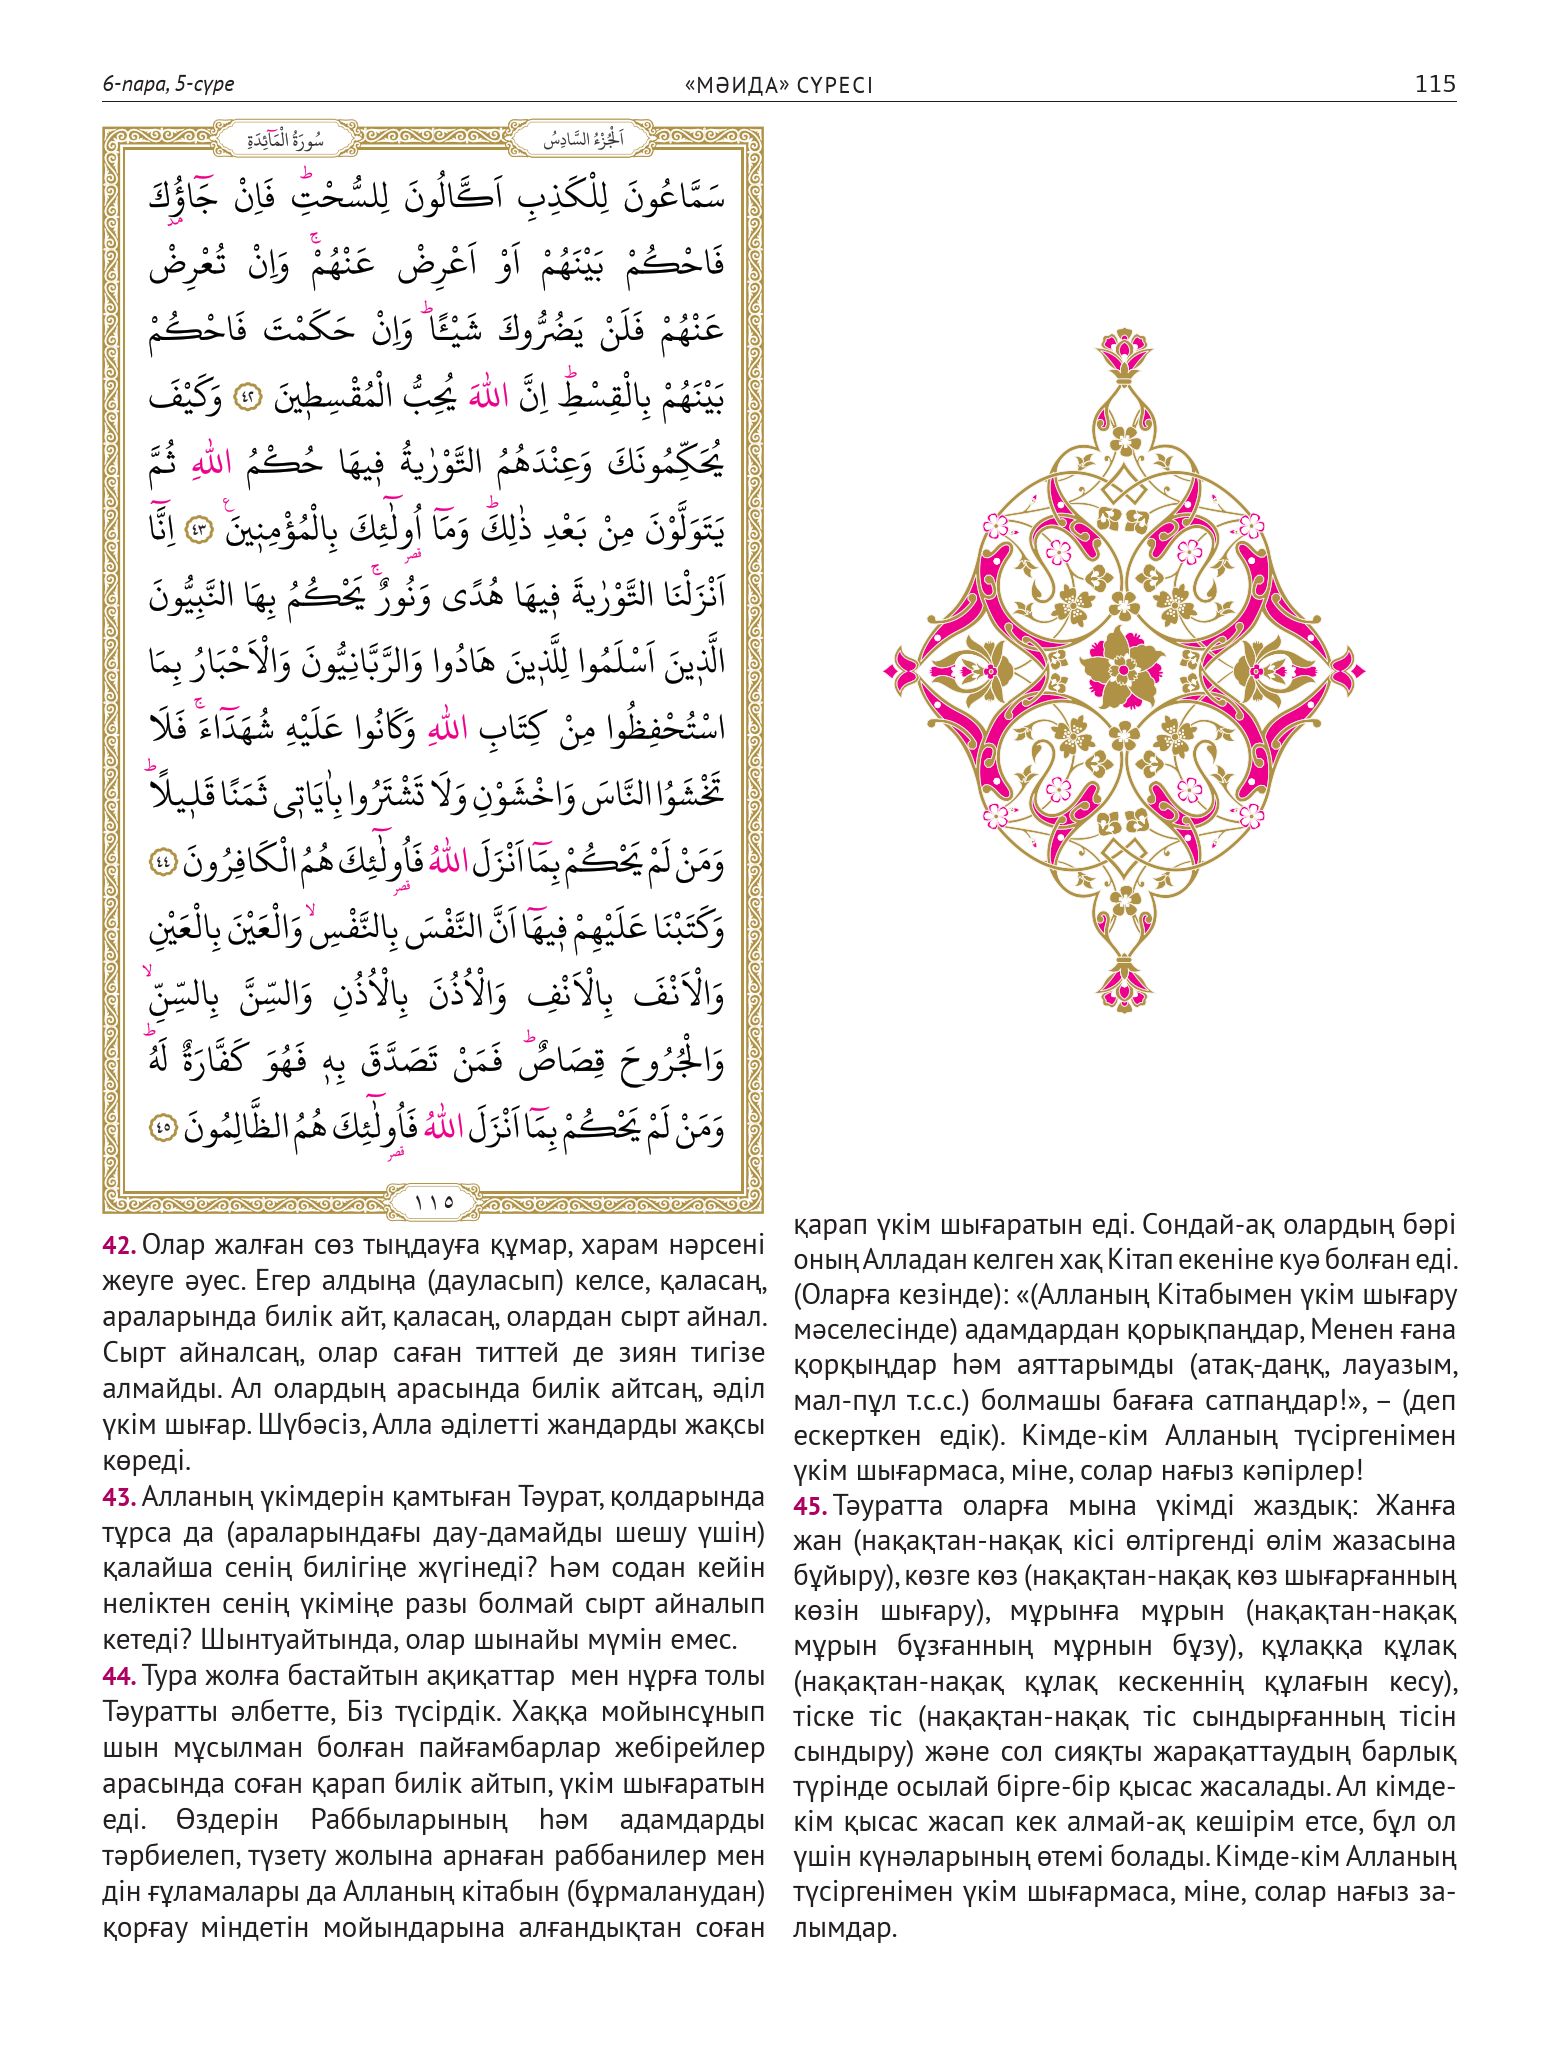 6-пара, 5-сүре
«МӘИДА» СҮРЕСІ
115
سُورَةُ الْمَٓائِدَةِ
اَلْجُزْءُ السَّادِسُ
سَمَّاعُونَ لِلْكَذِبِ اَكَّالُونَ لِلسُّحْتِۜ فَاِنْ جَٓاؤُ۫كَ
فَاحْكُمْ بَيْنَهُمْ اَوْ اَعْرِضْ عَنْهُمْۚ وَاِنْ تُعْرِضْ
عَنْهُمْ فَلَنْ يَضُرُّوكَ شَيْـًٔاۜ وَاِنْ حَكَمْتَ فَاحْكُمْ
بَيْنَهُمْ بِالْقِسْطِۜ اِنَّ اللّٰهَ يُحِبُّ الْمُقْسِط۪ينَ ﴿٤٢﴾ وَكَيْفَ
يُحَكِّمُونَكَ وَعِنْدَهُمُ التَّوْرٰيةُ ف۪يهَا حُكْمُ اللّٰهِ ثُمَّ
يَتَوَلَّوْنَ مِنْ بَعْدِ ذٰلِكَۜ وَمَٓا اُو۬لٰٓئِكَ بِالْمُؤْمِن۪ينَ۟ ﴿٤٣﴾ اِنَّٓا
اَنْزَلْنَا التَّوْرٰيةَ ف۪يهَا هُدًى وَنُورٌۚ يَحْكُمُ بِهَا النَّبِيُّونَ
الَّذ۪ينَ اَسْلَمُوا لِلَّذ۪ينَ هَادُوا وَالرَّبَّانِيُّونَ وَالْاَحْبَارُ بِمَا
اسْتُحْفِظُوا مِنْ كِتَابِ اللّٰهِ وَكَانُوا عَلَيْهِ شُهَدَٓاءَۚ فَلَا
تَخْشَوُا النَّاسَ وَاخْشَوْنِ وَلَا تَشْتَرُوا بِاٰيَات۪ي ثَمَنًا قَل۪يلًاۜ
وَمَنْ لَمْ يَحْكُمْ بِمَٓا اَنْزَلَ اللّٰهُ فَاُو۬لٰٓئِكَ هُمُ الْكَافِرُونَ ﴿٤٤﴾
وَكَتَبْنَا عَلَيْهِمْ ف۪يهَٓا اَنَّ النَّفْسَ بِالنَّفْسِۙ وَالْعَيْنَ بِالْعَيْنِ
وَالْاَنْفَ بِالْاَنْفِ وَالْاُذُنَ بِالْاُذُنِ وَالسِّنَّ بِالسِّنِّۙ
وَالْجُرُوحَ قِصَاصٌۜ فَمَنْ تَصَدَّقَ بِه۪ فَهُوَ كَفَّارَةٌ لَهُۜ
وَمَنْ لَمْ يَحْكُمْ بِمَٓا اَنْزَلَ اللّٰهُ فَاُو۬لٰٓئِكَ هُمُ الظَّالِمُونَ ﴿٤٥﴾
١١٥
42. Олар жалған сөз тыңдауға құмар, харам нәрсені
жеуге әуес. Егер алдыңа (дауласып) келсе, қаласаң,
араларында билік айт, қаласаң, олардан сырт айнал.
Сырт айналсаң, олар саған титтей де зиян тигізе
алмайды. Ал олардың арасында билік айтсаң, әділ
үкім шығар. Шүбәсіз, Алла әділетті жандарды жақсы
көреді.
43. Алланың үкімдерін қамтыған Тәурат, қолдарында
тұрса да (араларындағы дау-дамайды шешу үшін)
қалайша сенің билігіңе жүгінеді? Һәм содан кейін
неліктен сенің үкіміңе разы болмай сырт айналып
кетеді? Шынтуайтында, олар шынайы мүмін емес.
44. Тура жолға бастайтын ақиқаттар мен нұрға толы
Тәуратты әлбетте, Біз түсірдік. Хаққа мойынсұнып
шын мұсылман болған пайғамбарлар жебірейлер
арасында соған қарап билік айтып, үкім шығаратын
еді. Өздерін Раббыларының һәм адамдарды
тәрбиелеп, түзету жолына арнаған раббанилер мен
дін ғұламалары да Алланың кітабын (бұрмаланудан)
қорғау міндетін мойындарына алғандықтан соған
қарап үкім шығаратын еді. Сондай-ақ олардың бәрі
оның Алладан келген хақ Кітап екеніне куә болған еді.
(Оларға кезінде): «(Алланың Кітабымен үкім шығару
мәселесінде) адамдардан қорықпаңдар, Менен ғана
қорқыңдар һәм аяттарымды (атақ-даңқ, лауазым,
мал-пұл т.с.с.) болмашы бағаға сатпаңдар!», – (деп
ескерткен едік). Кімде-кім Алланың түсіргенімен
үкім шығармаса, міне, солар нағыз кәпірлер!
45. Тәуратта оларға мына үкімді жаздық: Жанға
жан (нақақтан-нақақ кісі өлтіргенді өлім жазасына
бұйыру), көзге көз (нақақтан-нақақ көз шығарғанның
көзін шығару), мұрынға мұрын (нақақтан-нақақ
мұрын бұзғанның мұрнын бұзу), құлаққа құлақ
(нақақтан-нақақ құлақ кескеннің құлағын кесу),
тіске тіс (нақақтан-нақақ тіс сындырғанның тісін
сындыру) және сол сияқты жарақаттаудың барлық
түрінде осылай бірге-бір қысас жасалады. Ал кімде-
кім қысас жасап кек алмай-ақ кешірім етсе, бұл ол
үшін күнәларының өтемі болады. Кімде-кім Алланың
түсіргенімен үкім шығармаса, міне, солар нағыз за-
лымдар.